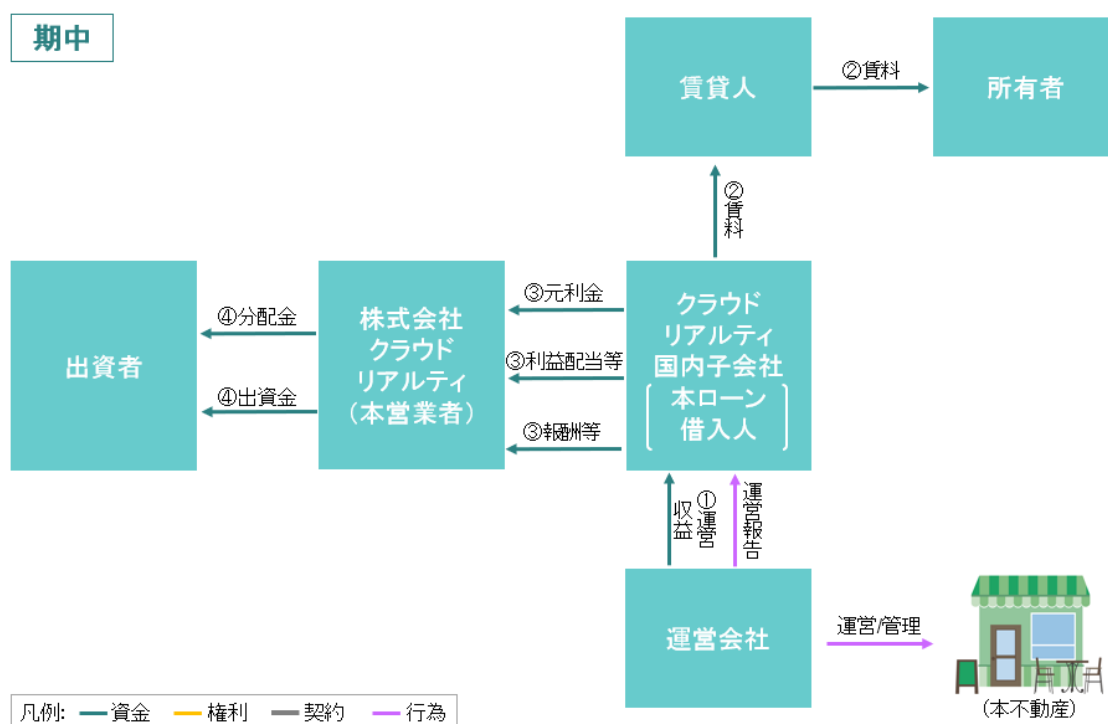 期中
賃貸人
②賃料
所有者
②賃料
出資者
④分配金
④出資金
株式会社
クラウド
リアルティ
(本営業者)
③元利金
③利益配当等
③報酬等
クラウド
リアルティ
国内子会社
本ローン
借入人
①運営
収益
運営報告
運営会社
運営/管理
(本不動産)
凡例: 資金 権利 契約 行為